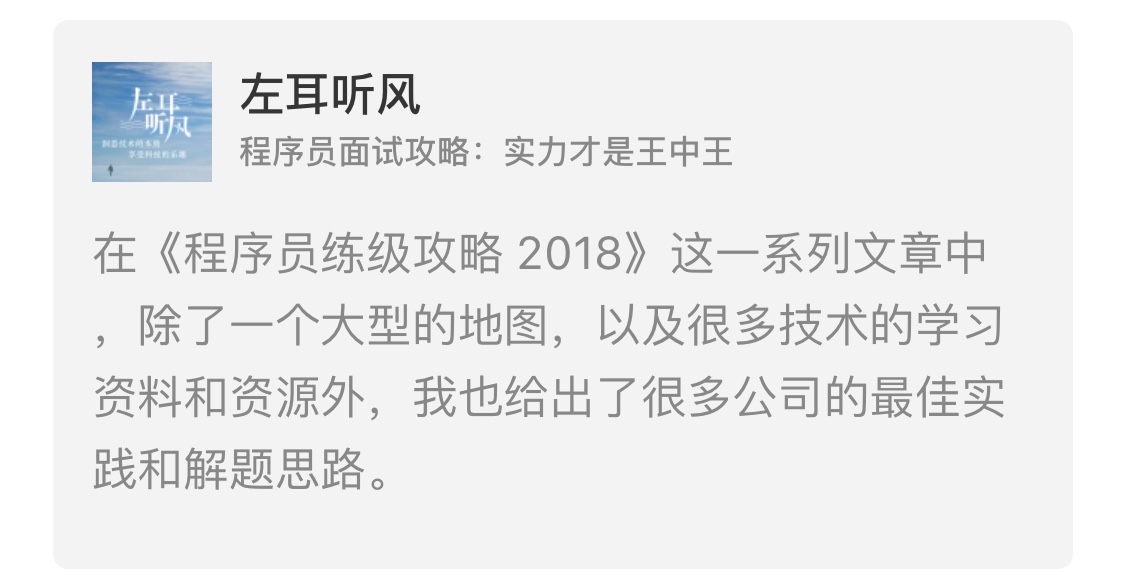 左耳听风
洞悉技术的本质
享受科技的乐趣
左耳听风
程序员面试攻略：实力才是王中王
在《程序员练级攻略 2018》这一系列文章中
，除了一个大型的地图，以及很多技术的学习
资料和资源外，我也给出了很多公司的最佳实
践和解题思路。